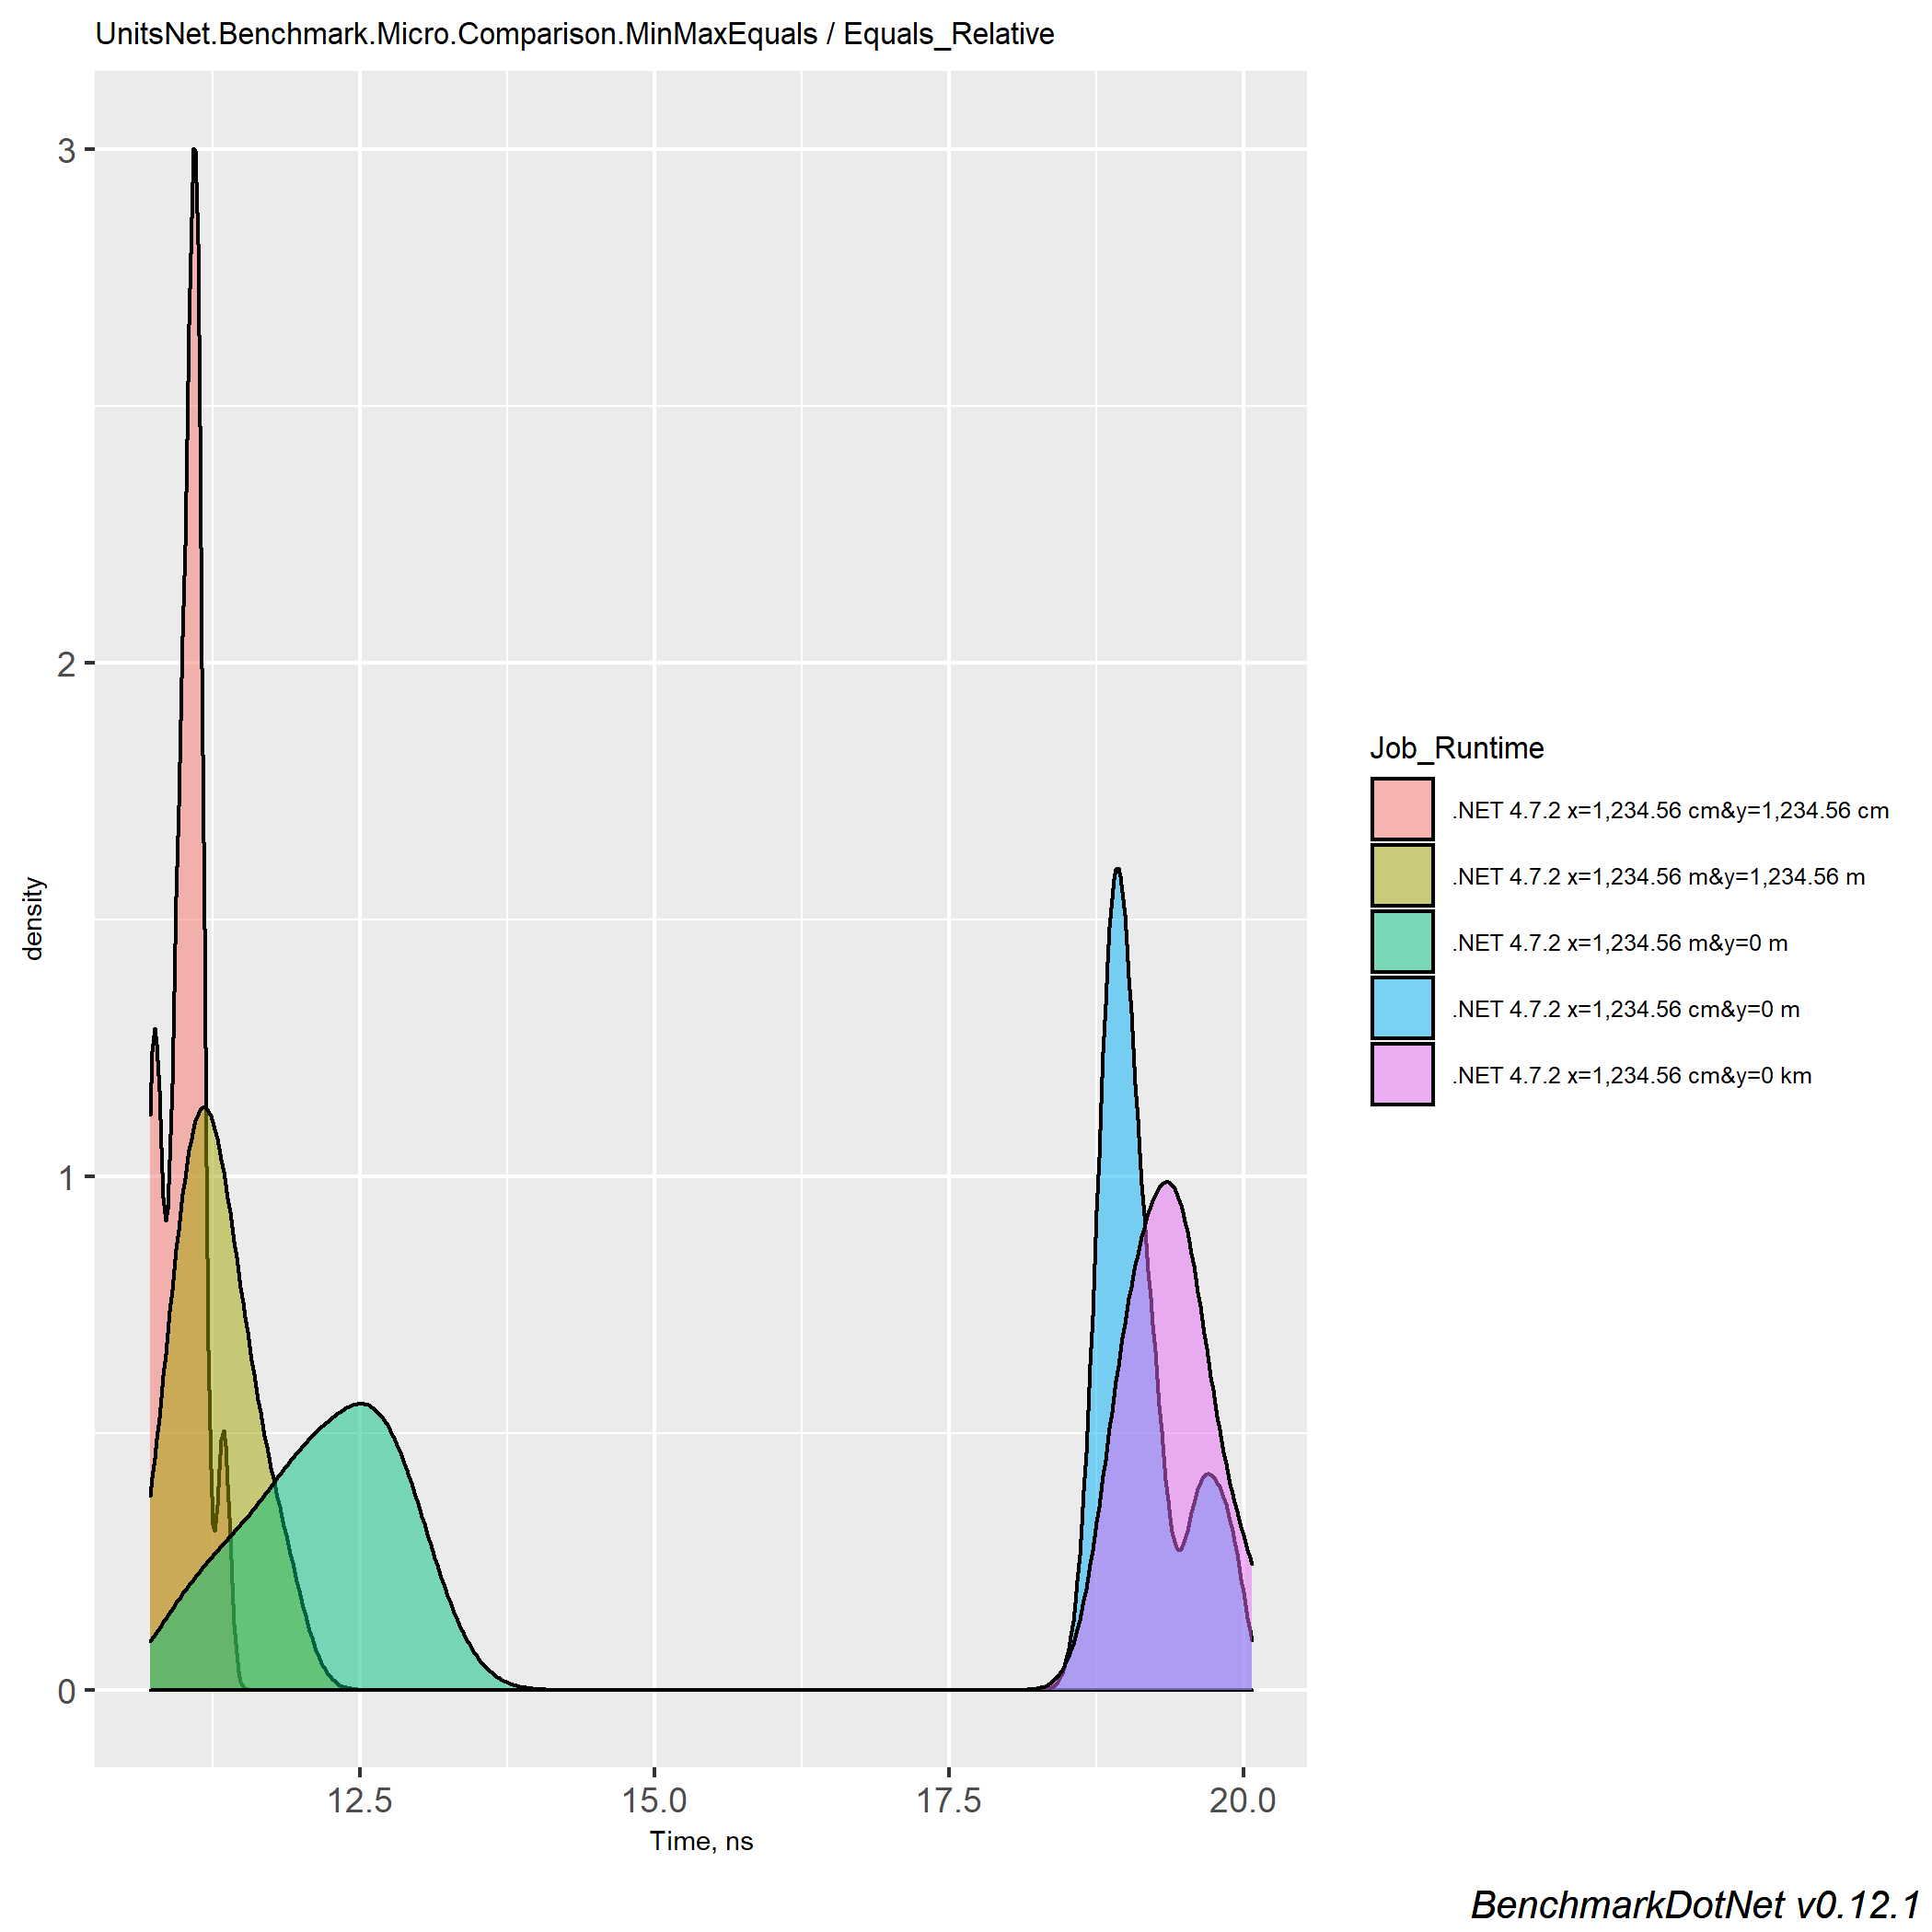 UnitsNet.Benchmark.Micro.Comparison.MinMaxEquals / Equals_Relative
3
2
1
0
density
12.5 15.0 17.5 20.0
Time, ns
Job_Runtime
.NET 4.7.2 x=1,234.56 cm&y=1,234.56 cm
.NET 4.7.2 x=1,234.56 m&y=1,234.56 m
.NET 4.7.2 x=1,234.56 m&y=0 m
.NET 4.7.2 x=1,234.56 cm&y=0 m
.NET 4.7.2 x=1,234.56 cm&y=0 km
BenchmarkDotNet v0.12.1